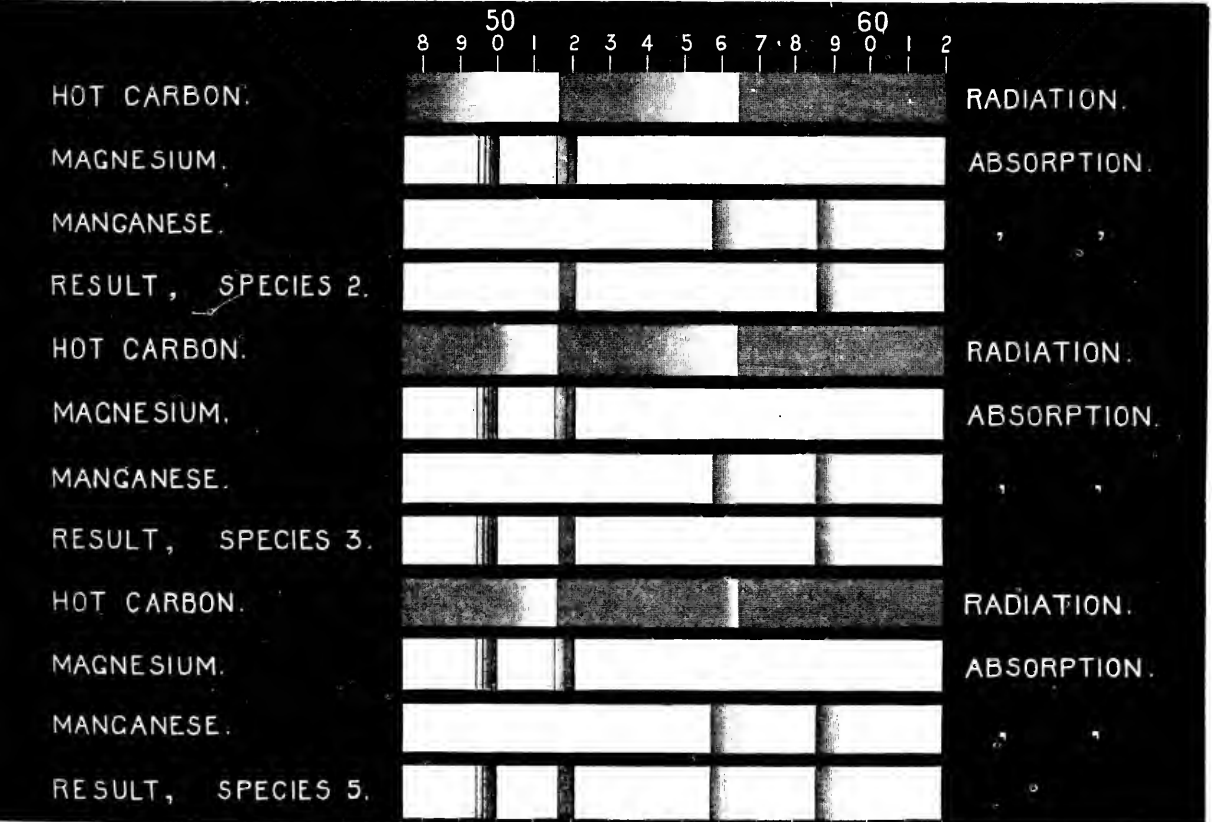 50 60
8 9 0 1 2 3 4 5 6 7 8 9 0 1 2
HOT CARBON. RADIATION.
MAGNESIUM. ABSORPTION.
MANGANESE. , ,
RESULT, SPECIES 2.
HOT CARBON. RADIATION.
MAGNESIUM. ABSORPTION.
MANGANESE. , ,
RESULT, SPECIES 3.
HOT CARBON. RADIATION.
MAGNESIUM. ABSORPTION.
MANGANESE. , ,
RESULT, SPECIES 5.